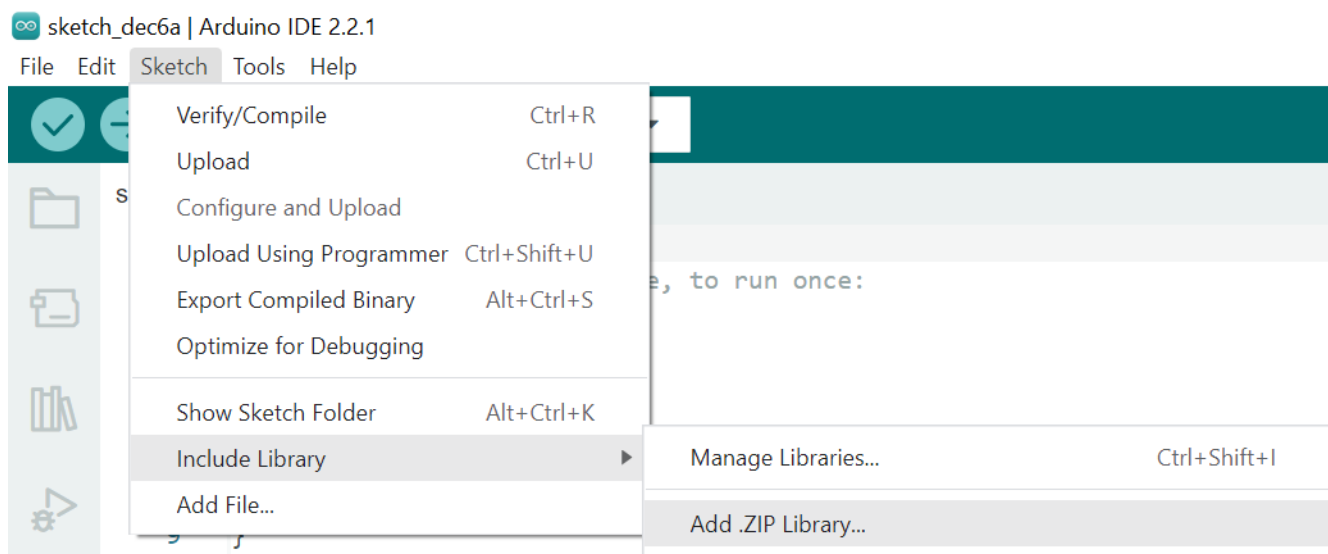 sketch_dec6a | Arduino IDE 2.2.1
File Edit Sketch Tools Help
Verify/Compile Ctrl+R
Upload Ctrl+U
s
Configure and Upload
Upload Using Programmer Ctrl+Shift+U
e, to run once:
Export Compiled Binary Alt+Ctrl+S
Optimize for Debugging
Show Sketch Folder Alt+Ctrl+K
Include Library Manage Libraries... Ctrl+Shift+I
Add File...
Add .ZIP Library...
9 }